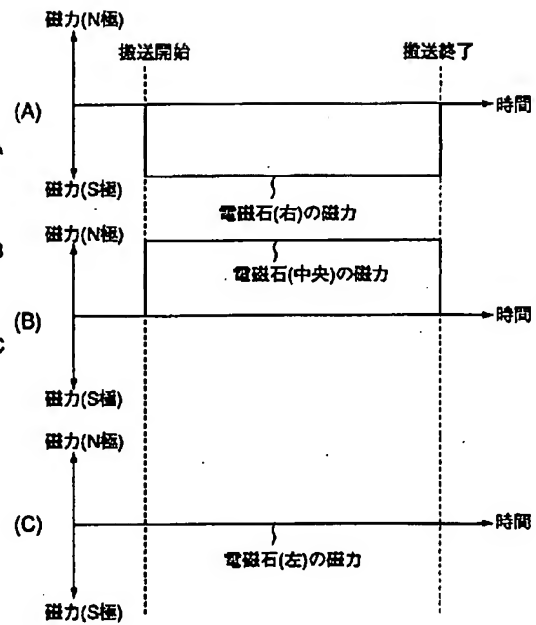 磁力(N極)
搬送開始
搬送終了
時間
(A)
磁力(S極)
電磁石(右)の磁力
磁力(N極)
B
電磁石(中央)の磁力
(B)
時間
C
磁力(S極)
磁力(N極)
(C)
時間
電磁石(左)の磁力
磁力(S極)